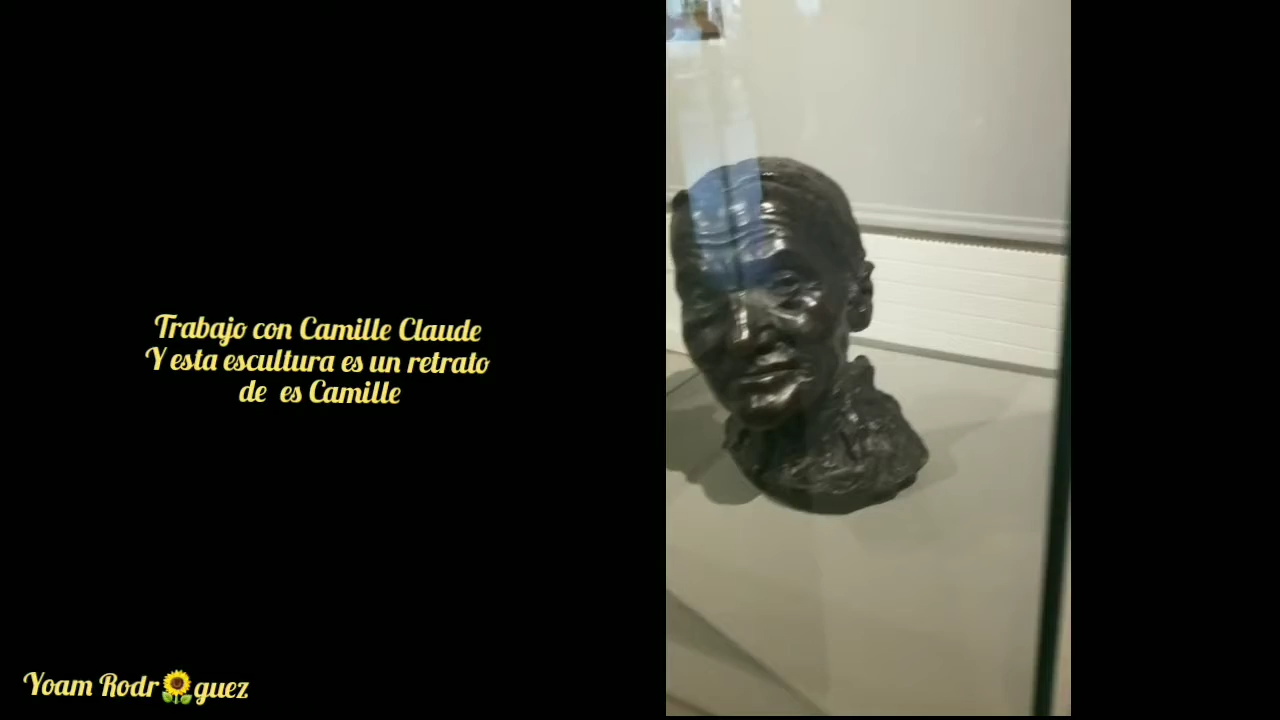 Trabajo con Camille Claude
Y esta escultura es un retrato
de es Camille
Yoam Rodr🌻guez